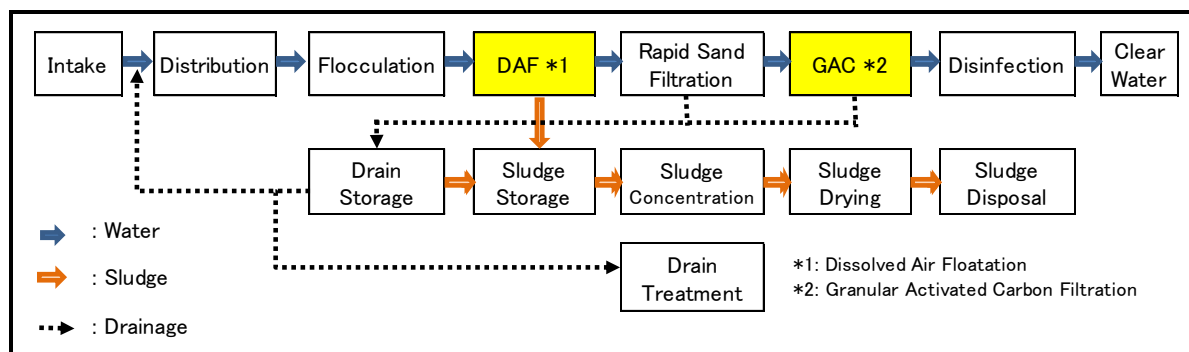 Intake
Distribution
Flocculation
DAF *1
Rapid Sand
Filtration
GAC *2
Disinfection
Clear
Water
Drain
Storage
Sludge
Storage
Sludge
Concentration
Sludge
Drying
Sludge
Disposal
: Water
: Sludge
: Drainage
Drain
Treatment
*1: Dissolved Air Floatation
*2: Granular Activated Carbon Filtration